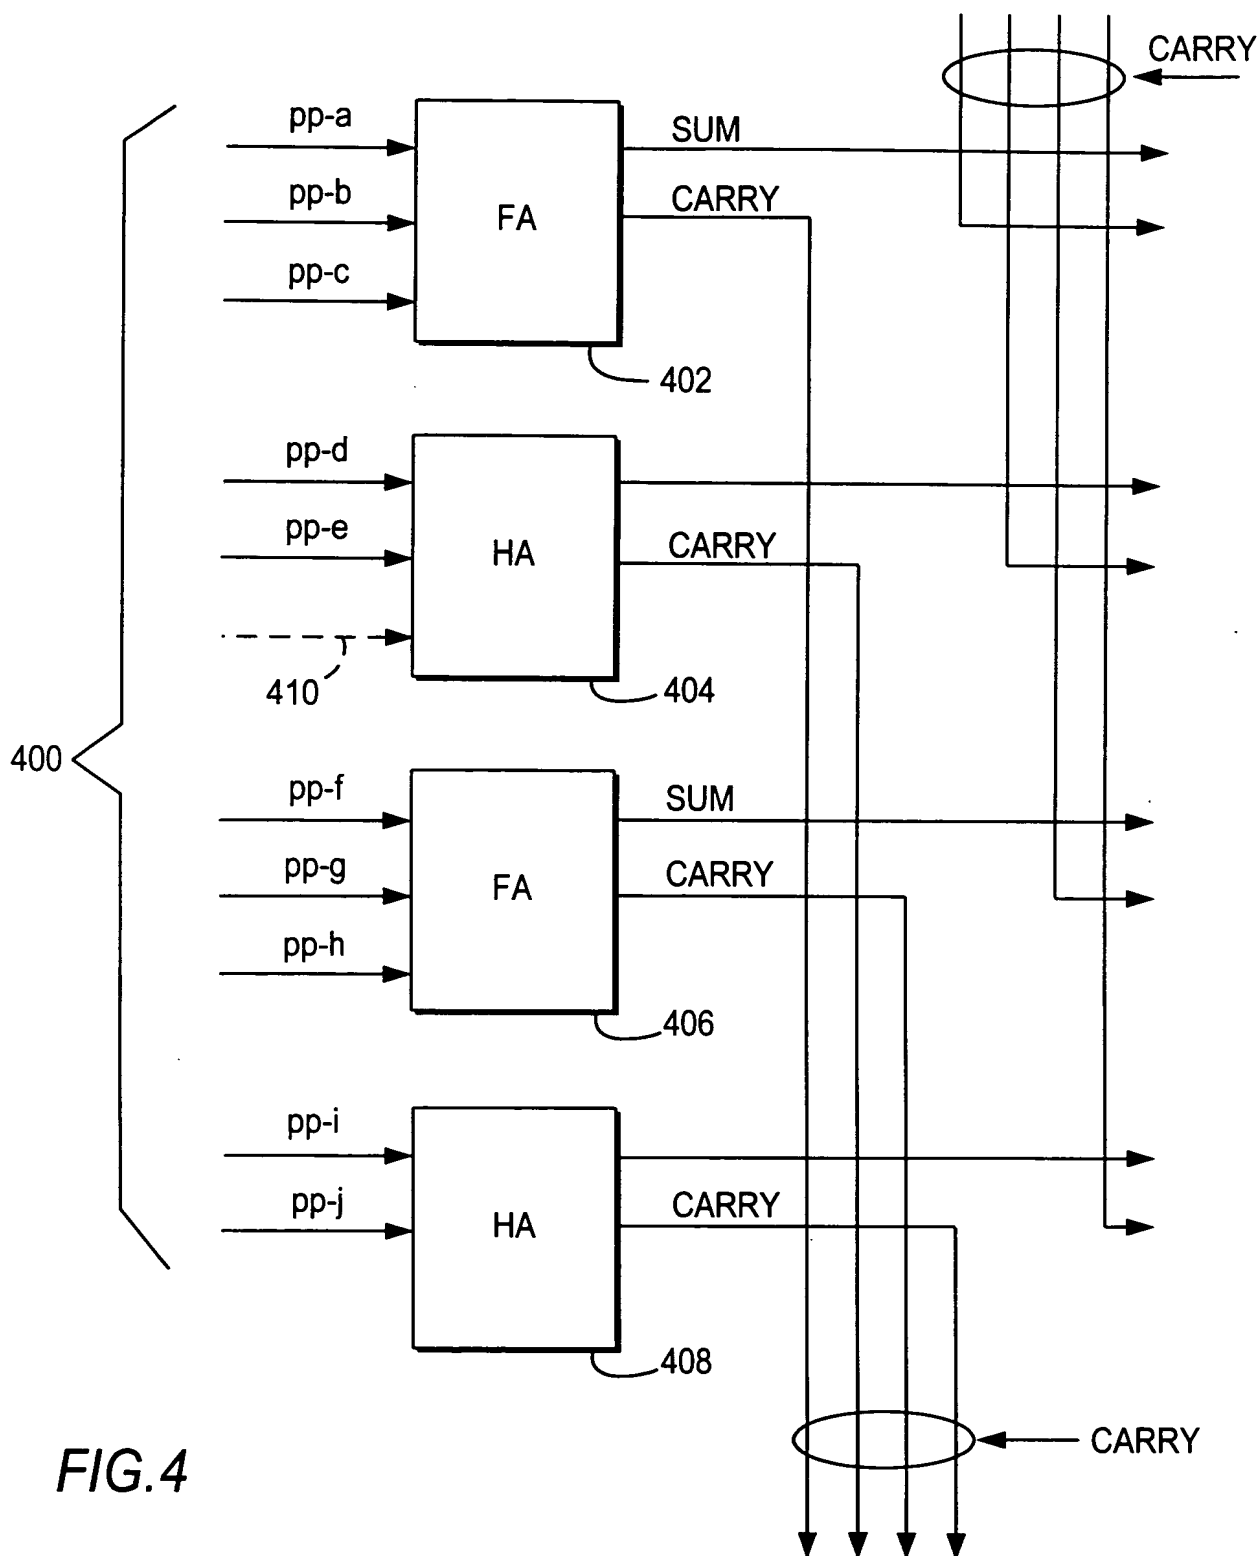 CARRY
pp-a
SUM
pp-b
FA
CARRY
pp-c
402
pp-d
pp-e
HA
CARRY
410
404
400
pp-f
SUM
pp-g
FA
CARRY
pp-h
406
pp-i
pp-j
HA
CARRY
408
CARRY
FIG.4